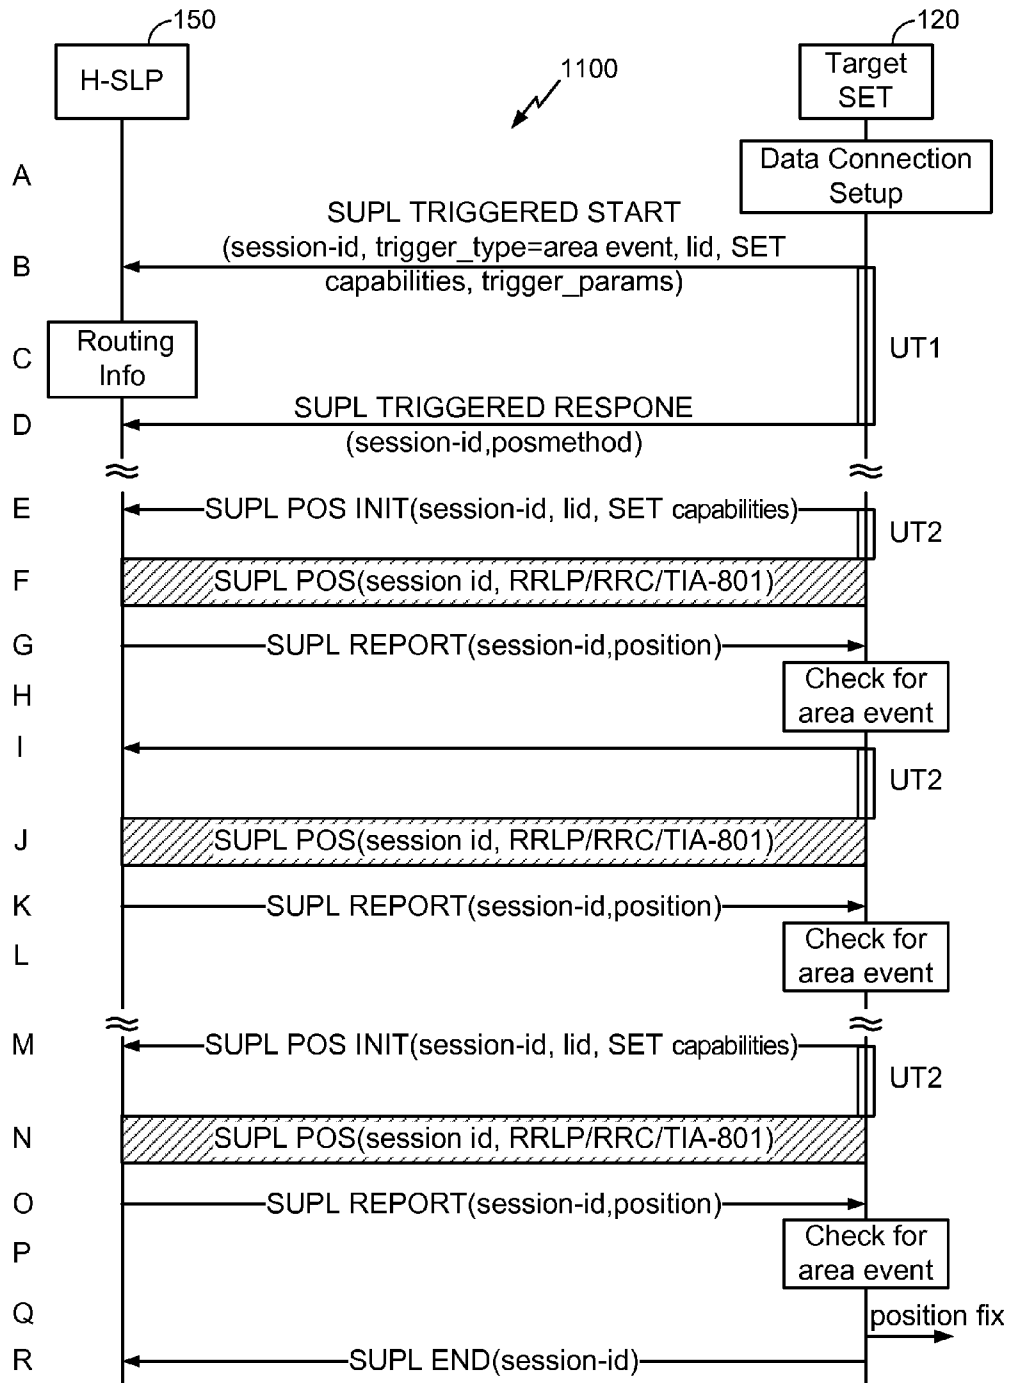 150
120
H-SLP
1100
Target
SET
A
Data Connection
Setup
SUPL TRIGGERED START
(session-id, trigger_type=area event, lid, SET
B
capabilities, trigger_params)
C
Routing
Info
UT1
SUPL TRIGGERED RESPONE
D
(session-id,posmethod)
E
SUPL POS INIT(session-id, lid, SET capabilities)
UT2
F
SUPL POS(session id, RRLP/RRC/TIA-801)
G
SUPL REPORT(session-id,position)
H
Check for
area event
I
UT2
J
SUPL POS(session id, RRLP/RRC/TIA-801)
K
SUPL REPORT(session-id,position)
L
Check for
area event
M
SUPL POS INIT(session-id, lid, SET capabilities)
UT2
N
SUPL POS(session id, RRLP/RRC/TIA-801)
O
SUPL REPORT(session-id,position)
P
Check for
area event
Q
position fix
R
SUPL END(session-id)